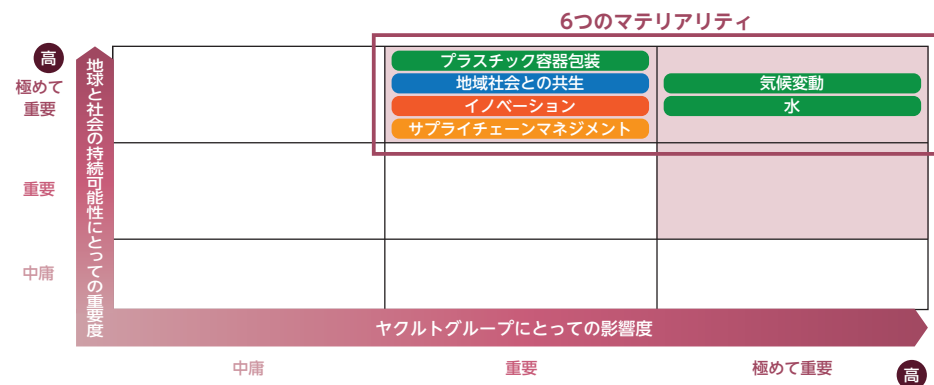 6つのマテリアリティ
高
極めて
重要
重要
中庸
地球と社会の持続可能性にとっての重要度
プラスチック容器包装
地域社会との共生
イノベーション
サプライチェーンマネジメント
気候変動
水
ヤクルトグループにとっての影響度
中庸
重要
極めて重要
高